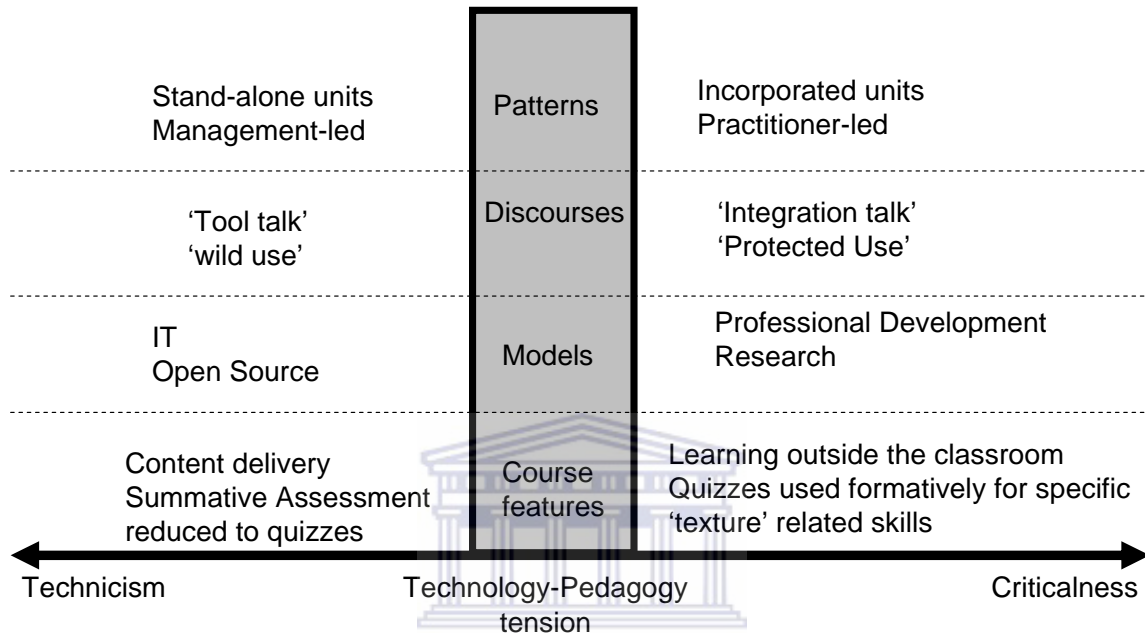 Stand-alone units
Management-led
Patterns
Incorporated units
Practitioner-led
‘Tool talk’
‘wild use’
Discourses
‘Integration talk’
‘Protected Use’
IT
Open Source
Models
Professional Development
Research
Content delivery
Summative Assessment
reduced to quizzes
Course
features
Learning outside the classroom
Quizzes used formatively for specific
‘texture’ related skills
Technicism
Technology-Pedagogy
tension
Criticalness